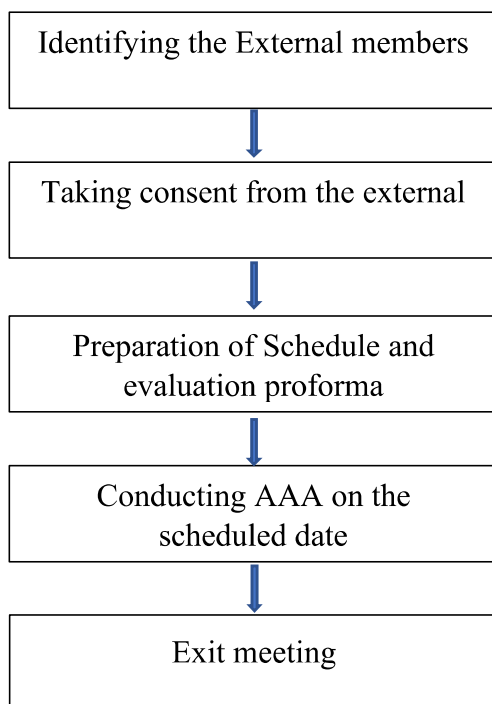 Identifying the External members
Taking consent from the external
Preparation of Schedule and
evaluation proforma
Conducting AAA on the
scheduled date
Exit meeting